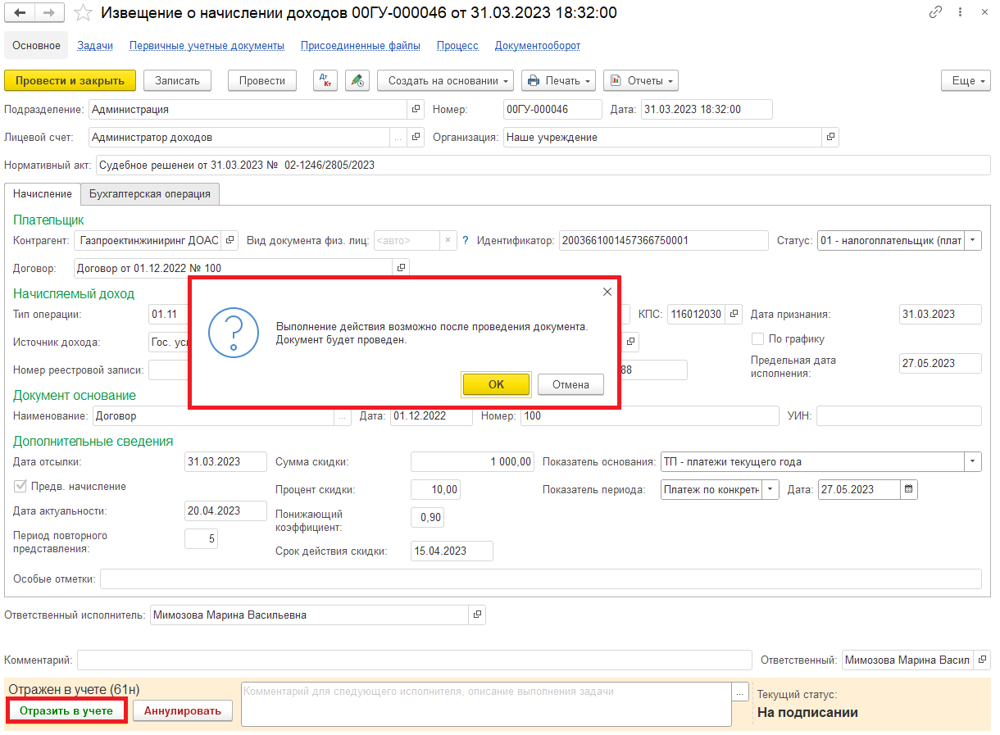 Извещение о начислении доходов 00ГУ-000046 от 31.03.2023 18:32:00
Основное Задачи Первичные учетные документы Присоединенные файлы Процесс Документооборот
Провести и закрыть Записать Провести Дт Кт Создать на основании Печать Отчеты Еще
Подразделение: Администрация Номер: 00ГУ-000046 Дата: 31.03.2023 18:32:00
Лицевой счет: Администратор доходов ... Организация: Наше учреждение
Нормативный акт: Судебное решенеи от 31.03.2023 № 02-1246/2805/2023
Начисление Бухгалтерская операция
Плательщик
Контрагент: Газпроектинжиниринг ДОАО Вид документа физ. лиц: <авто> × ? Идентификатор: 2003661001457366750001 Статус: 01 - налогоплательщик (плат
Договор: Договор от 01.12.2022 № 100
Начисляемый доход
Тип операции: 01.11 КПС: 116012030 Дата признания: 31.03.2023
Источник дохода: Гос. усл По графику
Номер реестровой записи: 88 Предельная дата исполнения: 27.05.2023
Выполнение действия возможно после проведения документа.
Документ будет проведен.
OK Отмена
Документ основание
Наименование: Договор ... Дата: 01.12.2022 Номер: 100 УИН:
Дополнительные сведения
Дата отсылки: 31.03.2023 Сумма скидки: 1 000,00 Показатель основания: ТП - платежи текущего года
Предв. начисление Процент скидки: 10,00 Показатель периода: Платеж по конкретн Дата: 27.05.2023
Дата актуальности: 20.04.2023 Понижающий коэффициент: 0,90
Период повторного представления: 5 Срок действия скидки: 15.04.2023
Особые отметки:
Ответственный исполнитель: Мимозова Марина Васильевна
Комментарий: Ответственный: Мимозова Марина Васил
Отражен в учете (61н) Комментарий для следующего исполнителя, описание выполнения задачи ... Текущий статус:
Отразить в учете Аннулировать На подписании